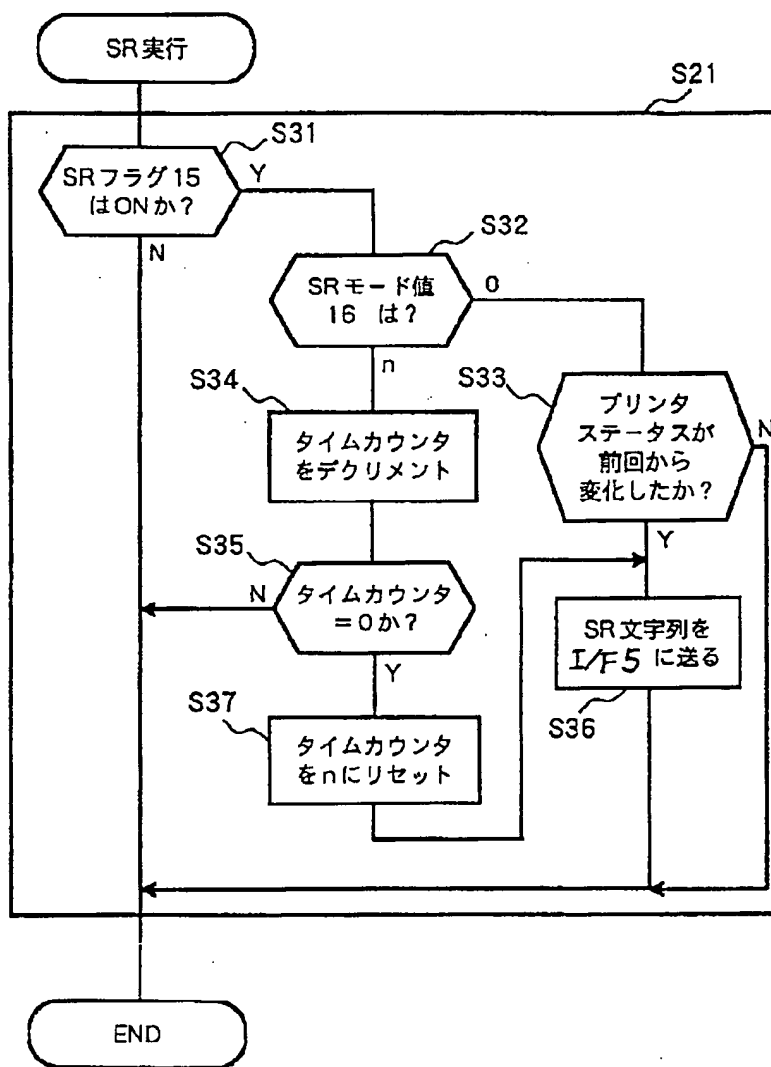 SR実行
S21
S31
SRフラグ15
はONか?
Y
N
S32
SRモード値
16 は?
0
n
S33
プリンタ
ステータスが
前回から
変化したか?
N
Y
S34
タイムカウンタ
をデクリメント
S35
タイムカウンタ
=0か?
N
Y
SR文字列を
I/F5 に送る
S36
S37
タイムカウンタ
をnにリセット
END